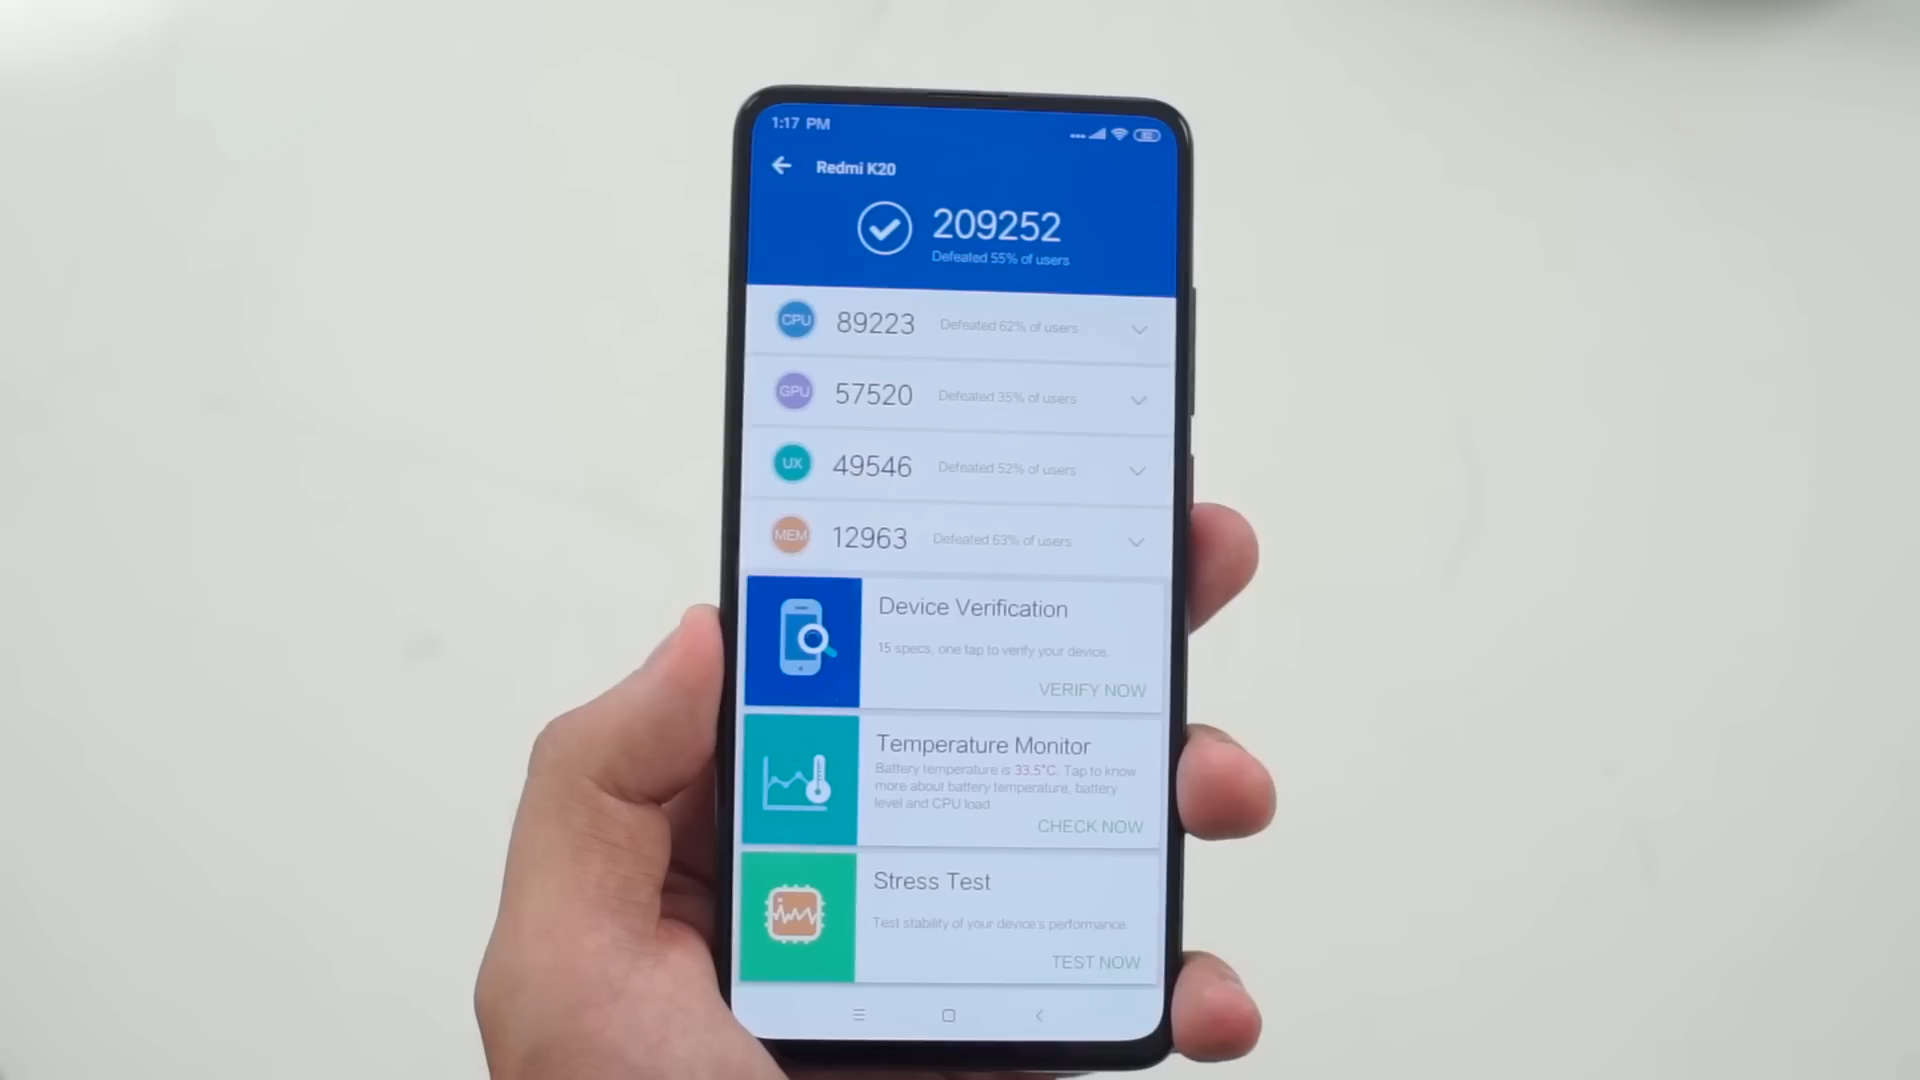 1:17 PM
Redmi K20
209252
Defeated 55% of users
CPU 89223 Defeated 62% of users
GPU 57520 Defeated 35% of users
UX 49546 Defeated 52% of users
MEM 12963 Defeated 63% of users
Device Verification
15 specs, one tap to verify your device.
VERIFY NOW
Temperature Monitor
Battery temperature is 33.5°C. Tap to know
more about battery temperature, battery
level and CPU load
CHECK NOW
Stress Test
Test stability of your device's performance.
TEST NOW